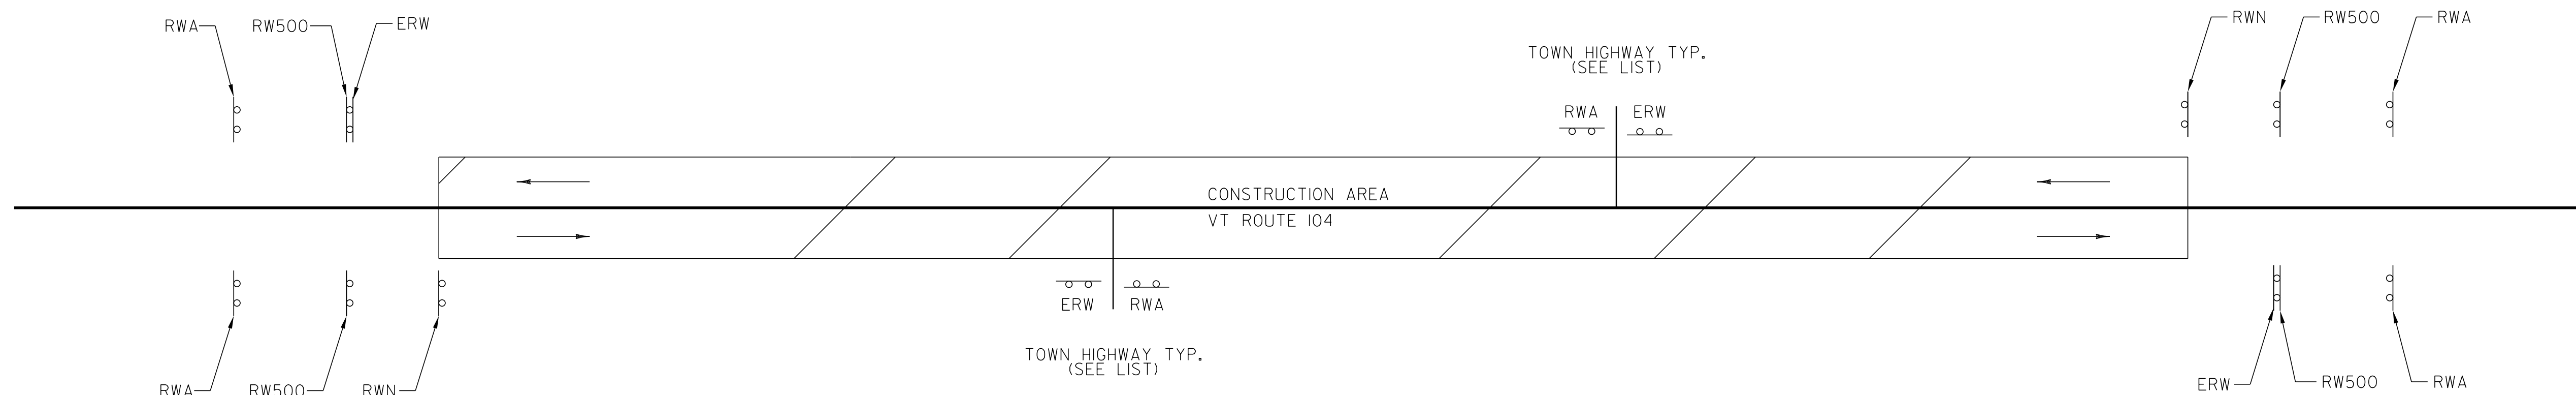 RWA
RW500
ERW
RWN
RW500
RWA
TOWN HIGHWAY TYP.
(SEE LIST)
RWA
ERW
CONSTRUCTION AREA
VT ROUTE 104
ERW
RWA
TOWN HIGHWAY TYP.
(SEE LIST)
RWA
RW500
RWN
ERW
RW500
RWA